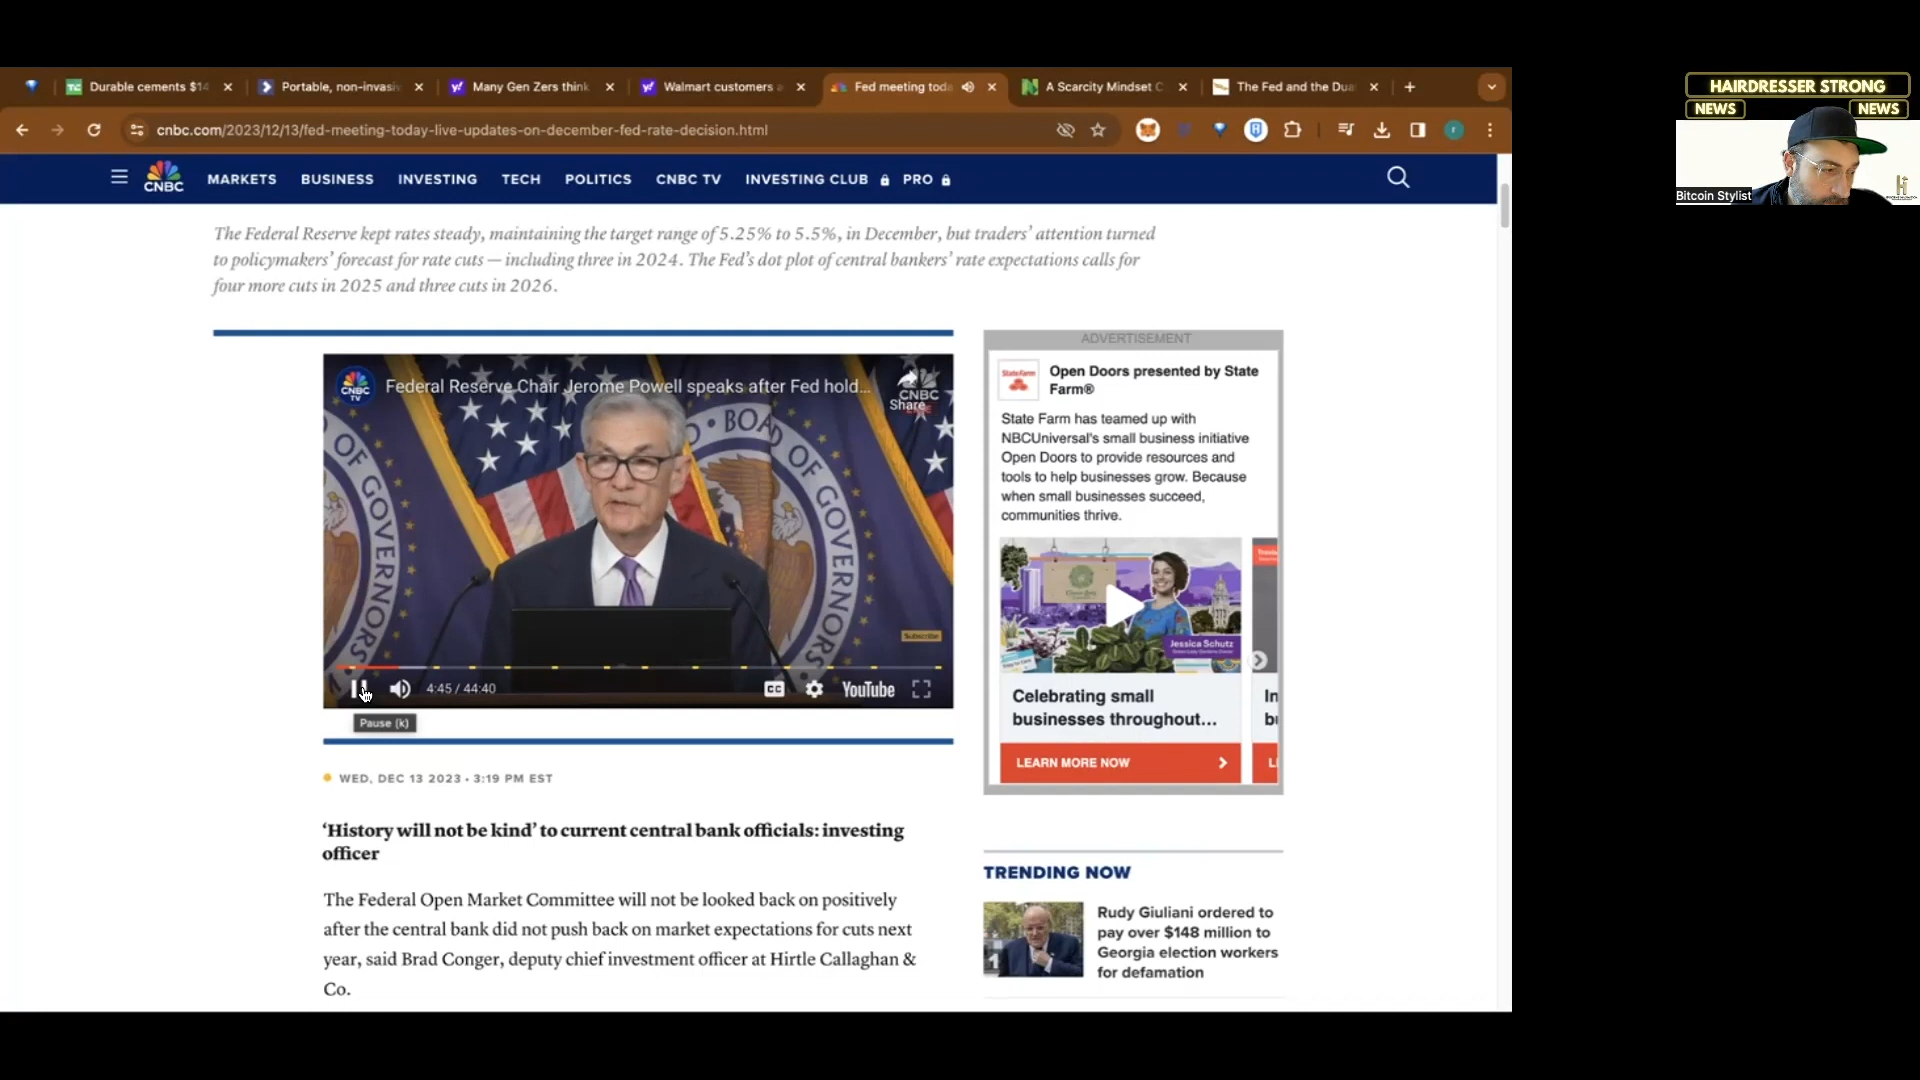 Durable cements $14
Portable, non-invasiv
Many Gen Zers think
Walmart customers a
Fed meeting toda
A Scarcity Mindset C
The Fed and the Dua
cnbc.com/2023/12/13/fed-meeting-today-live-updates-on-december-fed-rate-decision.html
CNBC
MARKETS BUSINESS INVESTING TECH POLITICS CNBC TV INVESTING CLUB PRO
The Federal Reserve kept rates steady, maintaining the target range of 5.25% to 5.5%, in December, but traders’ attention turned
to policymakers’ forecast for rate cuts — including three in 2024. The Fed’s dot plot of central bankers’ rate expectations calls for
four more cuts in 2025 and three cuts in 2026.
CNBC TV
Federal Reserve Chair Jerome Powell speaks after Fed hold...
CNBC
Share
BOARD OF GOVERNORS
Subscribe
4:45 / 44:40
CC
YouTube
Pause (k)
WED, DEC 13 2023 • 3:19 PM EST
‘History will not be kind’ to current central bank officials: investing
officer
The Federal Open Market Committee will not be looked back on positively
after the central bank did not push back on market expectations for cuts next
year, said Brad Conger, deputy chief investment officer at Hirtle Callaghan &
Co.
ADVERTISEMENT
StateFarm
Open Doors presented by State
Farm®
State Farm has teamed up with
NBCUniversal's small business initiative
Open Doors to provide resources and
tools to help businesses grow. Because
when small businesses succeed,
communities thrive.
Jessica Schutz
Celebrating small
businesses throughout...
LEARN MORE NOW
In
L
TRENDING NOW
Rudy Giuliani ordered to
pay over $148 million to
Georgia election workers
for defamation
HAIRDRESSER STRONG
NEWS NEWS
Bitcoin Stylist